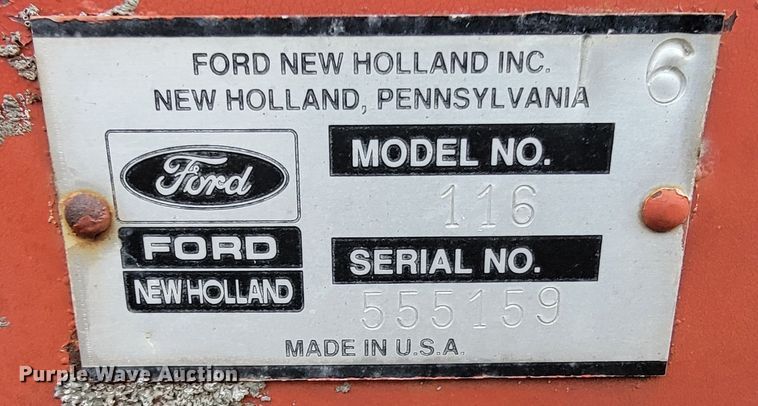 FORD NEW HOLLAND INC.
NEW HOLLAND, PENNSYLVANIA
1 6
Ford
FORD
NEW HOLLAND
MODEL NO.
116
SERIAL NO.
555159
MADE IN U.S.A.
Purple Wave Auction